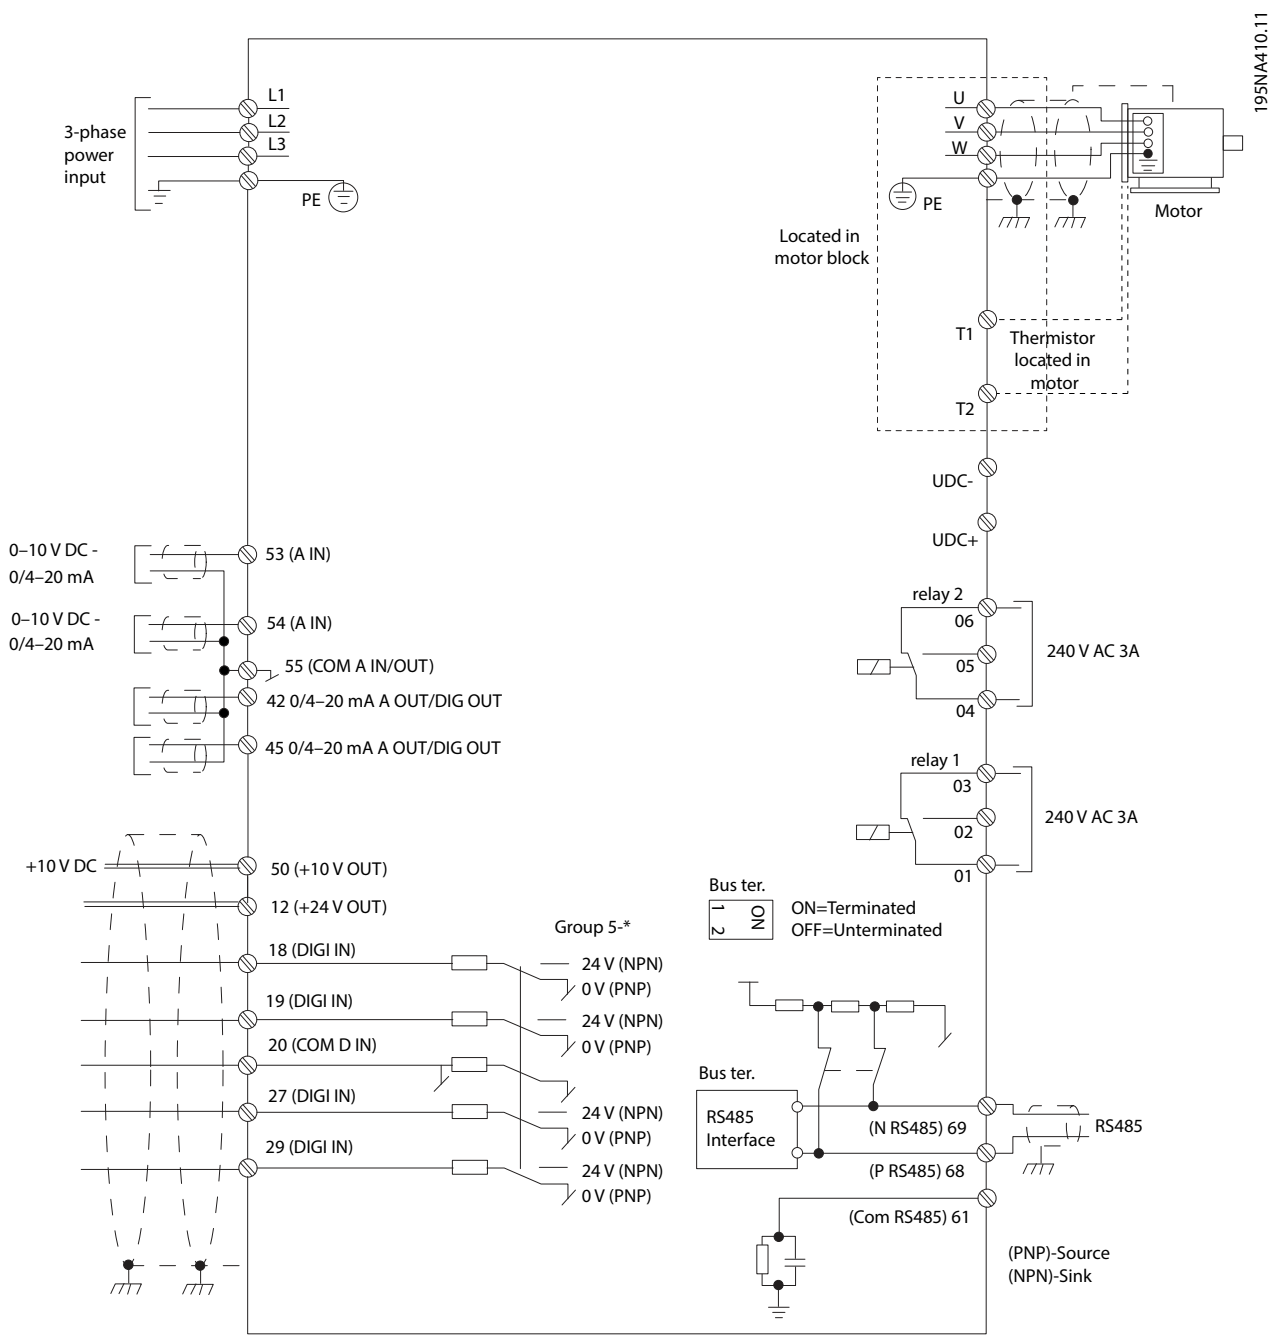 195NA410.11
3-phase
power
input
L1
L2
L3
PE
U
V
W
PE
Motor
Located in
motor block
T1
Thermistor
located in
motor
T2
UDC-
UDC+
0–10 V DC -
0/4–20 mA
53 (A IN)
0–10 V DC -
0/4–20 mA
54 (A IN)
55 (COM A IN/OUT)
42 0/4–20 mA A OUT/DIG OUT
45 0/4–20 mA A OUT/DIG OUT
relay 2
06
05
04
240 V AC 3A
relay 1
03
02
01
240 V AC 3A
+10 V DC
50 (+10 V OUT)
12 (+24 V OUT)
18 (DIGI IN)
19 (DIGI IN)
20 (COM D IN)
27 (DIGI IN)
29 (DIGI IN)
Group 5-*
24 V (NPN)
0 V (PNP)
24 V (NPN)
0 V (PNP)
24 V (NPN)
0 V (PNP)
24 V (NPN)
0 V (PNP)
Bus ter.
1 2
ON
ON=Terminated
OFF=Unterminated
Bus ter.
RS485
Interface
(N RS485) 69
(P RS485) 68
RS485
(Com RS485) 61
(PNP)-Source
(NPN)-Sink